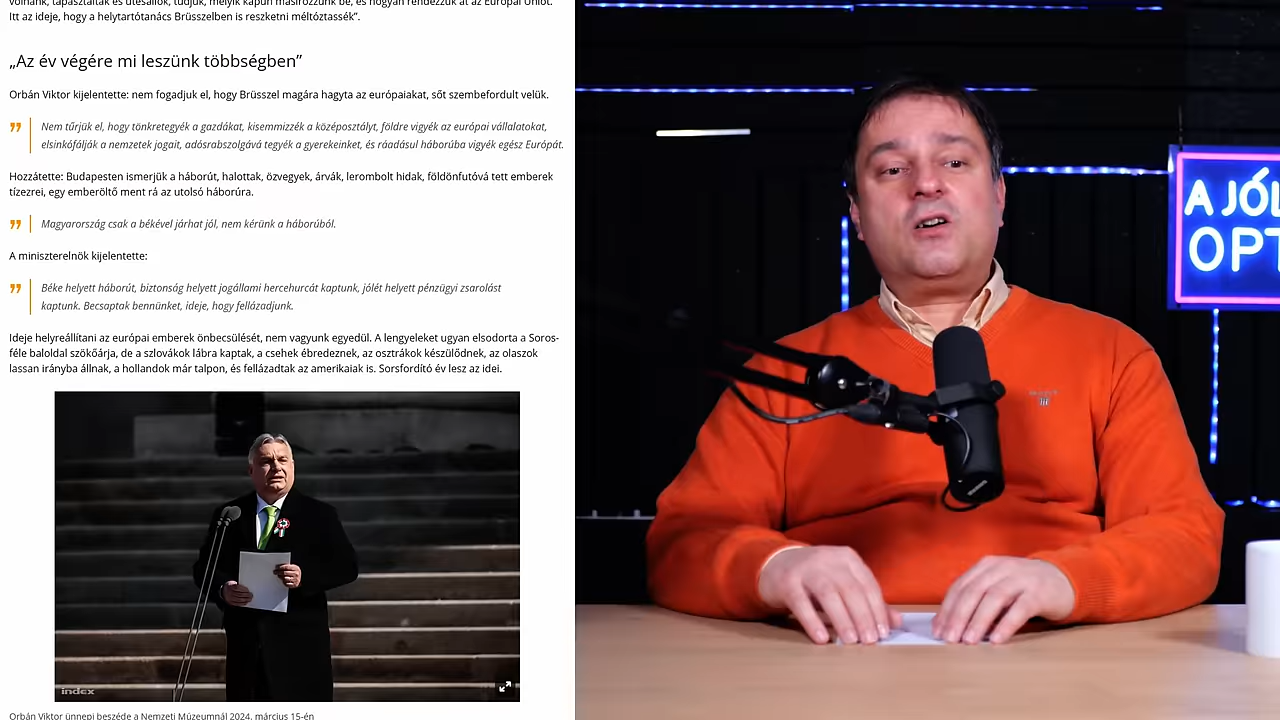 volnánk, tapasztaltak és ütésállók, tudjuk, melyik kapun masírozzunk be, és hogyan rendezzük át az Európai Uniót.
Itt az ideje, hogy a helytartótanács Brüsszelben is reszketni méltóztassék”.
„Az év végére mi leszünk többségben”
Orbán Viktor kijelentette: nem fogadjuk el, hogy Brüsszel magára hagyta az európaiakat, sőt szembefordult velük.
Nem tűrjük el, hogy tönkretegyék a gazdákat, kisemmizzék a középosztályt, földre vigyék az európai vállalatokat,
elsinkófálják a nemzetek jogait, adósrabszolgává tegyék a gyerekeinket, és ráadásul háborúba vigyék egész Európát.
Hozzátette: Budapesten ismerjük a háborút, halottak, özvegyek, árvák, lerombolt hidak, földönfutóvá tett emberek
tízezrei, egy emberöltő ment rá az utolsó háborúra.
Magyarország csak a békével járhat jól, nem kérünk a háborúból.
A miniszterelnök kijelentette:
Béke helyett háborút, biztonság helyett jogállami hercehurcát kaptunk, jólét helyett pénzügyi zsarolást
kaptunk. Becsaptak bennünket, ideje, hogy fellázadjunk.
Ideje helyreállítani az európai emberek önbecsülését, nem vagyunk egyedül. A lengyeleket ugyan elsodorta a Soros-
féle baloldal szökőárja, de a szlovákok lábra kaptak, a csehek ébredeznek, az osztrákok készülődnek, az olaszok
lassan irányba állnak, a hollandok már talpon, és fellázadtak az amerikaiak is. Sorsfordító év lesz az idei.
index
Orbán Viktor ünnepi beszéde a Nemzeti Múzeumnál 2024. március 15-én
A JÓL
OPT